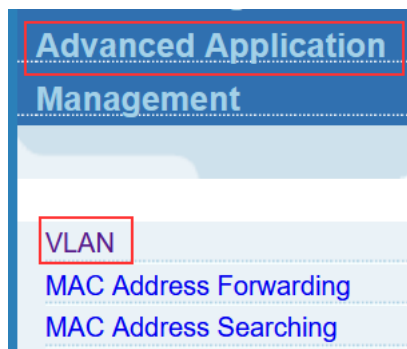 Advanced Application
Management
VLAN
MAC Address Forwarding
MAC Address Searching